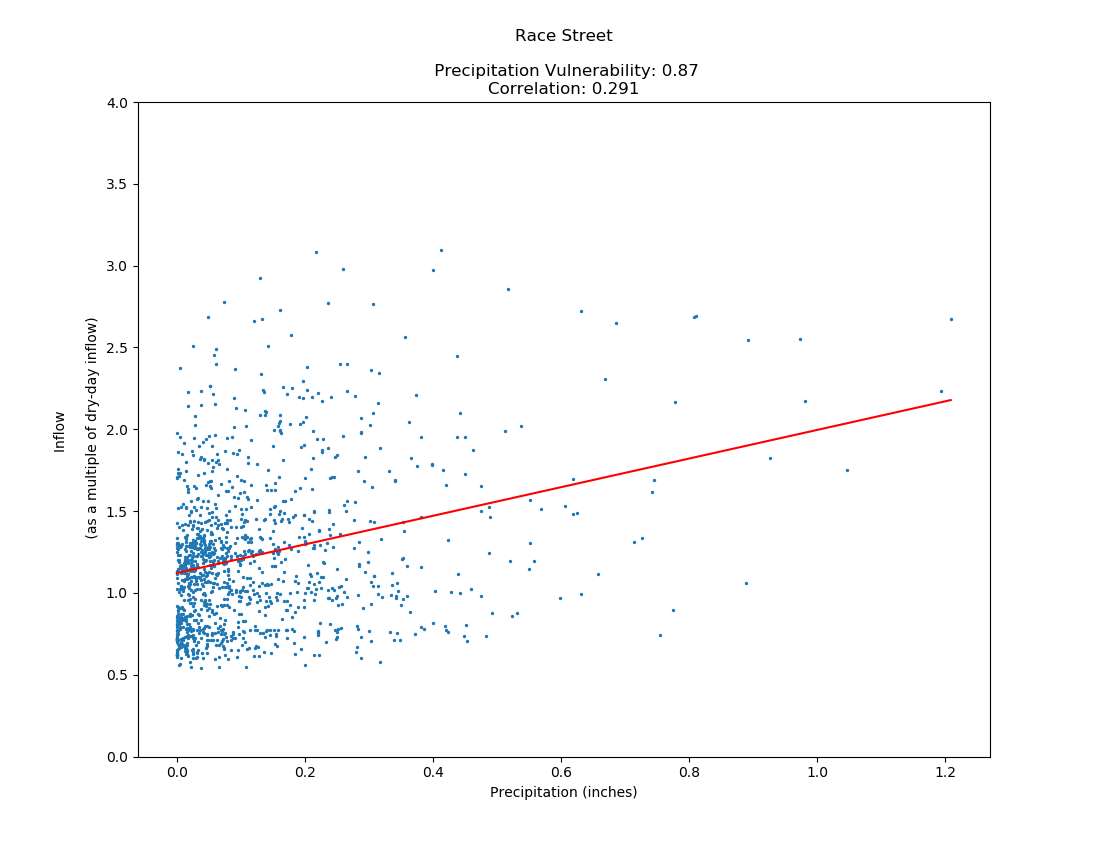 Race Street
Precipitation Vulnerability: 0.87
Correlation: 0.291
4.0
3.5
3.0
2.5
2.0
1.5
1.0
0.5
0.0
Inflow
(as a multiple of dry-day inflow)
0.0 0.2 0.4 0.6 0.8 1.0 1.2
Precipitation (inches)